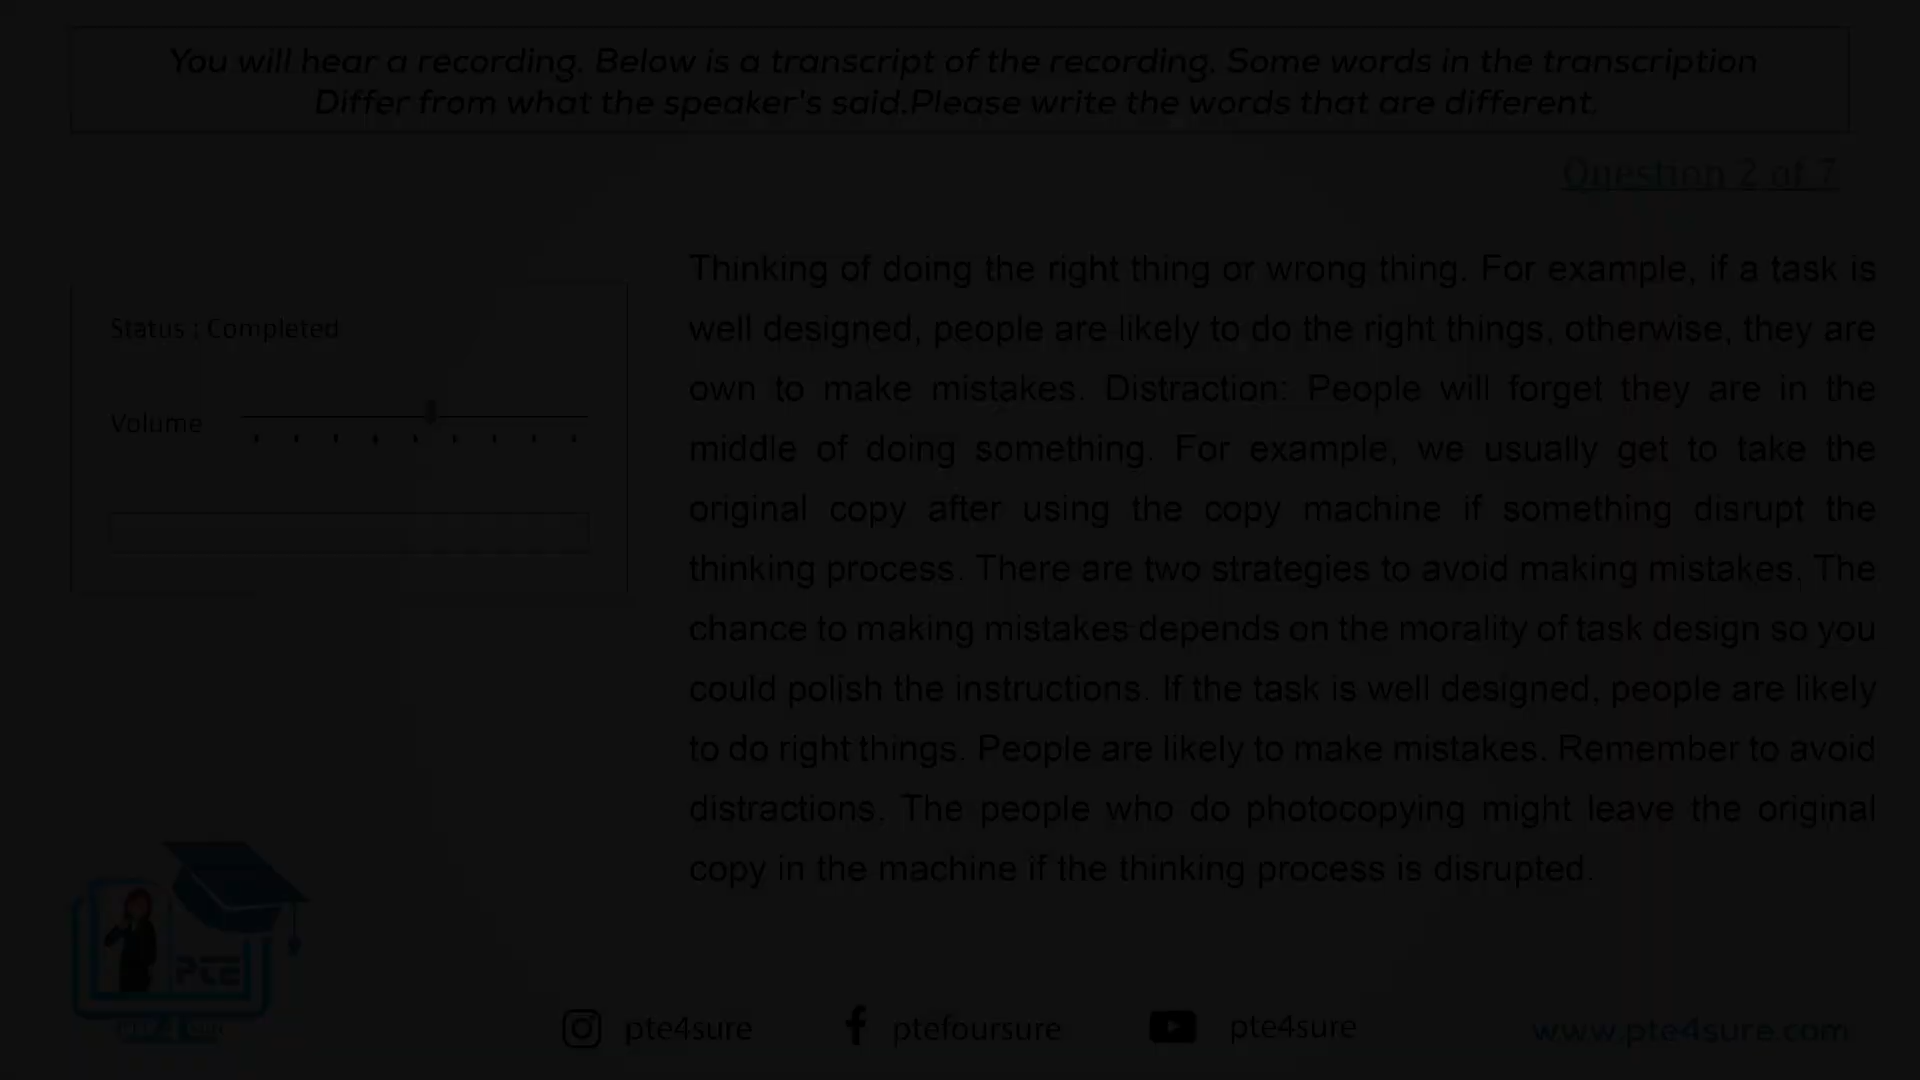 You will hear a recording. Below is a transcript of the recording. Some words in the transcription
Differ from what the speaker's said.Please write the words that are different.
Question 2 of 7
Status : Completed
Volume
Thinking of doing the right thing or wrong thing. For example, if a task is
well designed, people are likely to do the right things, otherwise, they are
own to make mistakes. Distraction: People will forget they are in the
middle of doing something. For example, we usually get to take the
original copy after using the copy machine if something disrupt the
thinking process. There are two strategies to avoid making mistakes. The
chance to making mistakes depends on the morality of task design so you
could polish the instructions. If the task is well designed, people are likely
to do right things. People are likely to make mistakes. Remember to avoid
distractions. The people who do photocopying might leave the original
copy in the machine if the thinking process is disrupted.
PTE
pte4sure
ptefoursure
pte4sure
www.pte4sure.com